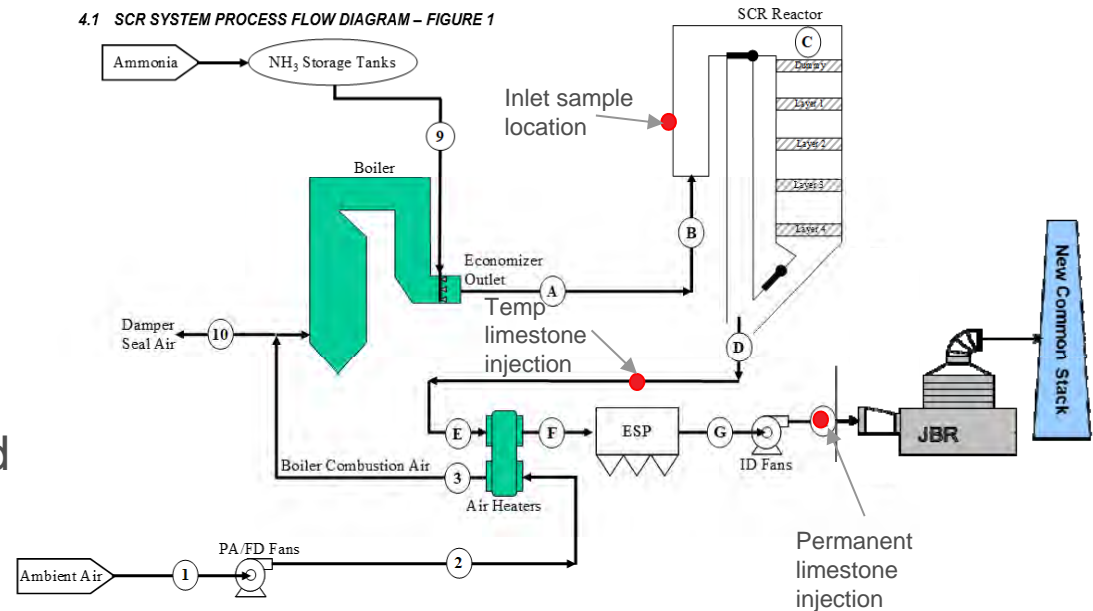 4.1 SCR SYSTEM PROCESS FLOW DIAGRAM – FIGURE 1
SCR Reactor
Ammonia
NH3 Storage Tanks
C
Dummy
Inlet sample
location
Layer 1
9
Layer 2
Boiler
Layer 3
B
Layer 4
Economizer
Outlet
A
Temp
limestone
injection
Damper
Seal Air
10
D
New Common Stack
E
F
ESP
G
JBR
d
Boiler Combustion Air
3
ID Fans
Air Heaters
Permanent
limestone
injection
PA/FD Fans
Ambient Air
1
2